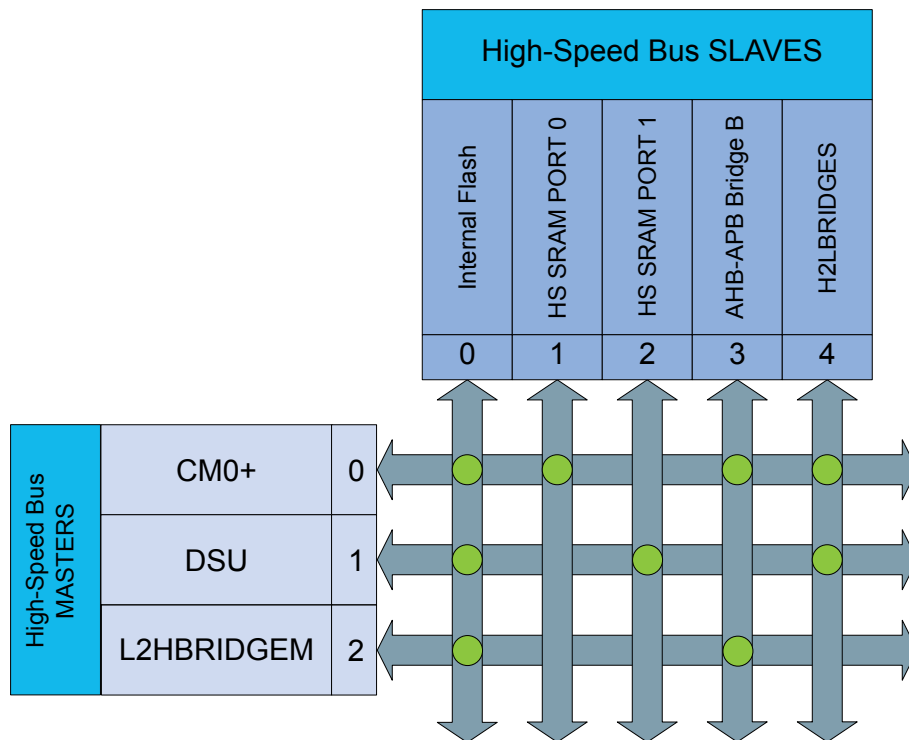 High-Speed Bus SLAVES
Internal Flash
HS SRAM PORT 0
HS SRAM PORT 1
AHB-APB Bridge B
H2LBRIDGES
0 1 2 3 4
High-Speed Bus
MASTERS
CM0+ 0
DSU 1
L2HBRIDGEM 2